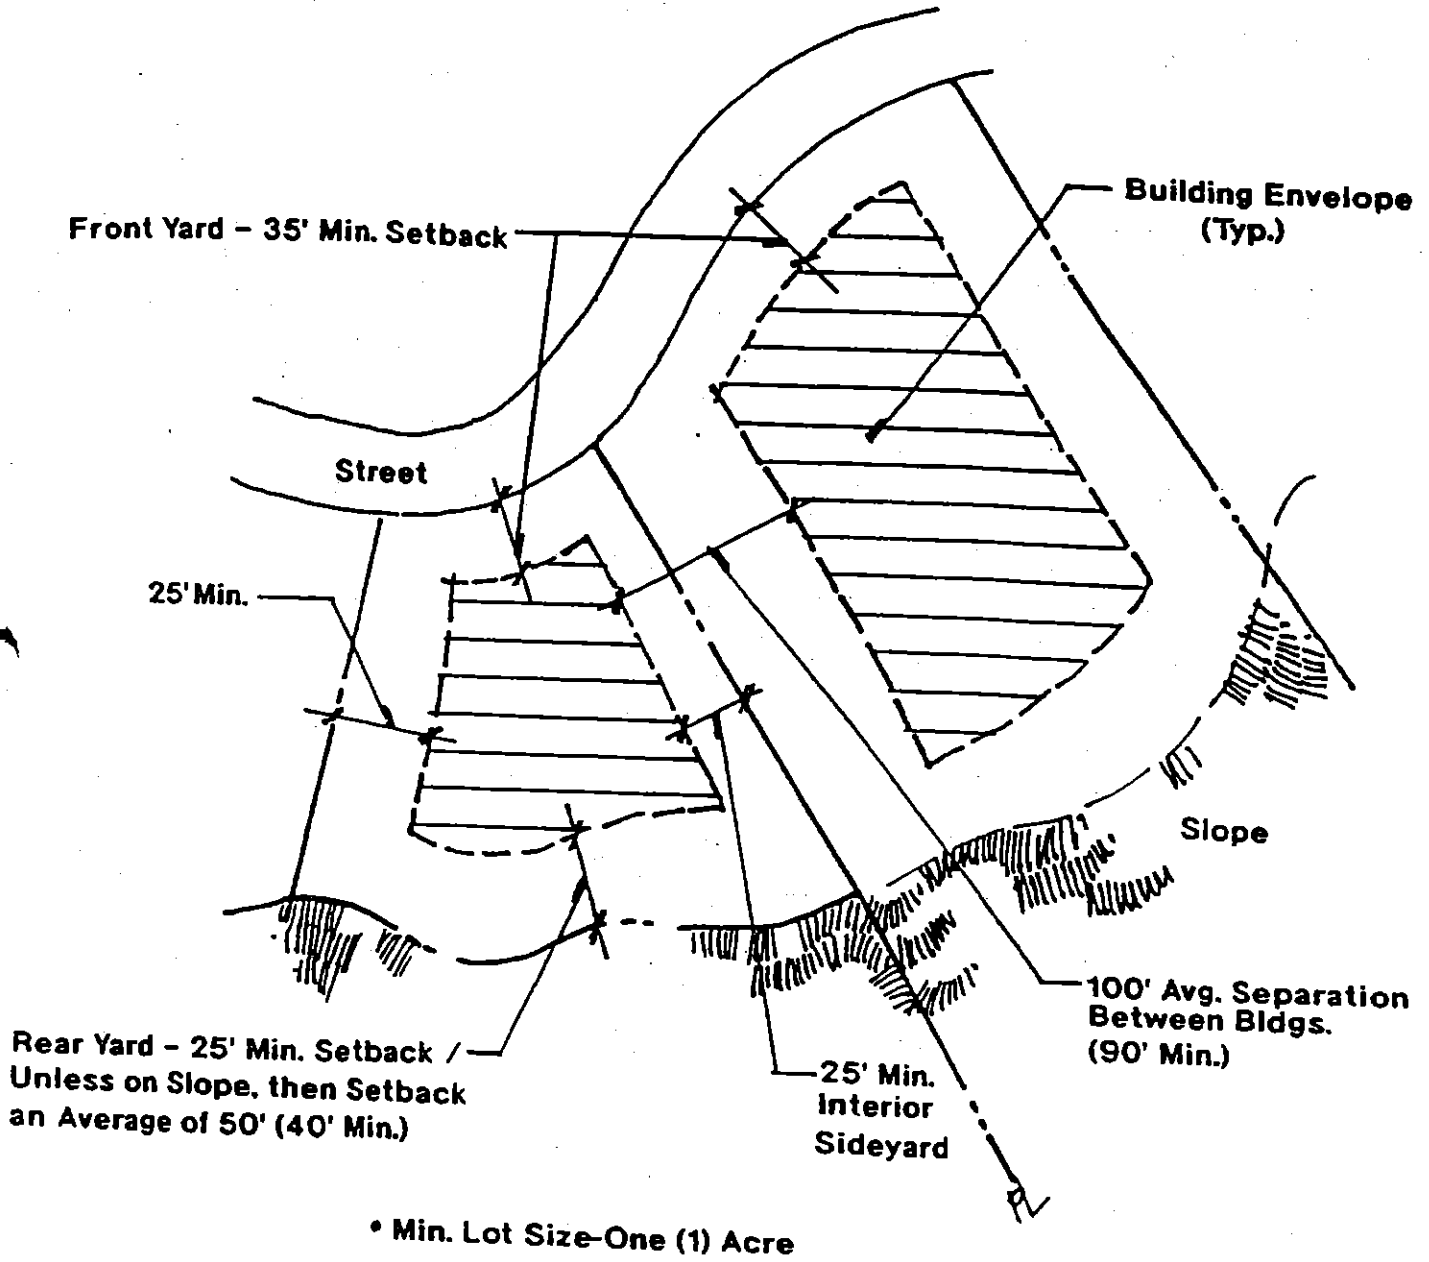 Front Yard - 35' Min. Setback
Building Envelope
(Typ.)
Street
25' Min.
Slope
100' Avg. Separation
Between Bldgs.
(90' Min.)
Rear Yard - 25' Min. Setback /
Unless on Slope, then Setback
an Average of 50' (40' Min.)
25' Min.
Interior
Sideyard
PL
• Min. Lot Size-One (1) Acre